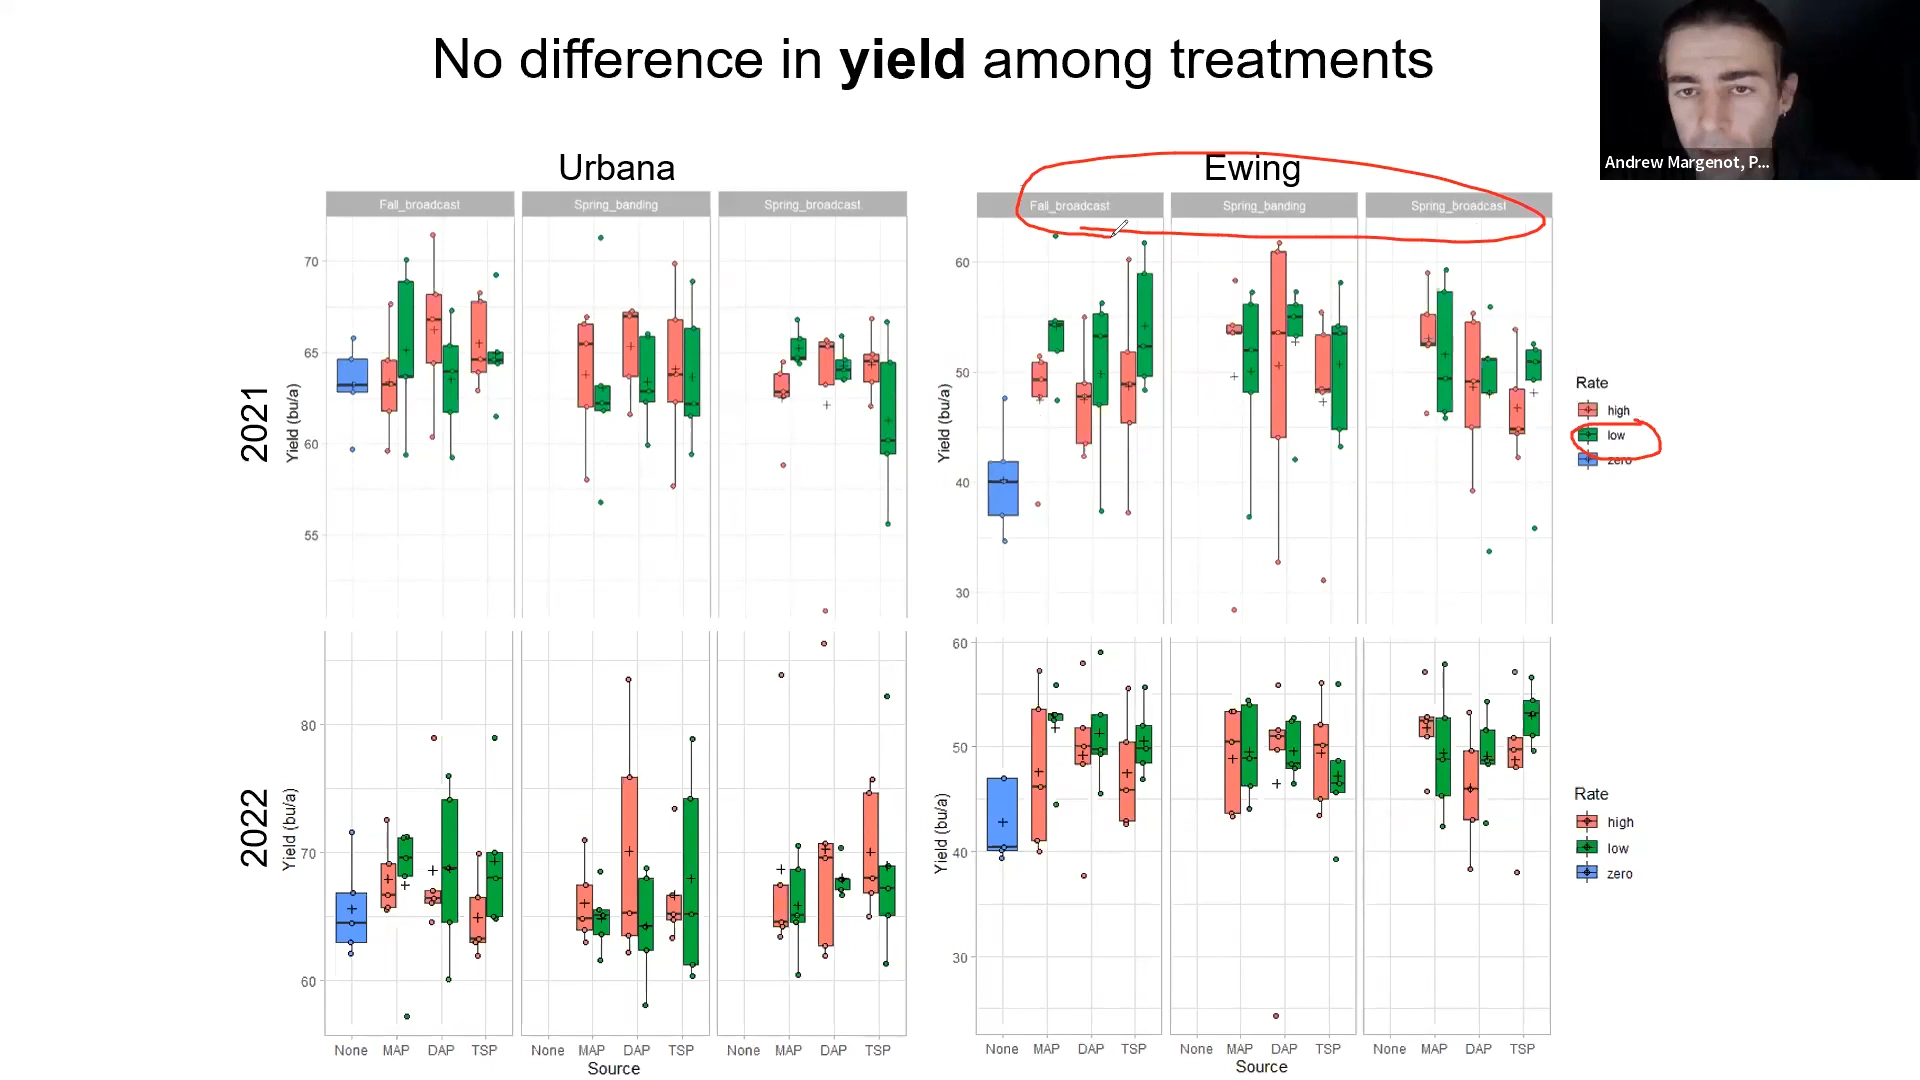 No difference in yield among treatments
Andrew Margenot, P...
Urbana
Ewing
Fall_broadcast
Spring_banding
Spring_broadcast
Fall_broadcast
Spring_banding
Spring_broadcast
2021
Yield (bu/a)
70
65
60
55
Yield (bu/a)
60
50
40
30
Rate
high
low
zero
2022
Yield (bu/a)
80
70
60
Yield (bu/a)
60
50
40
30
Rate
high
low
zero
None MAP DAP TSP
None MAP DAP TSP
None MAP DAP TSP
Source
None MAP DAP TSP
None MAP DAP TSP
None MAP DAP TSP
Source